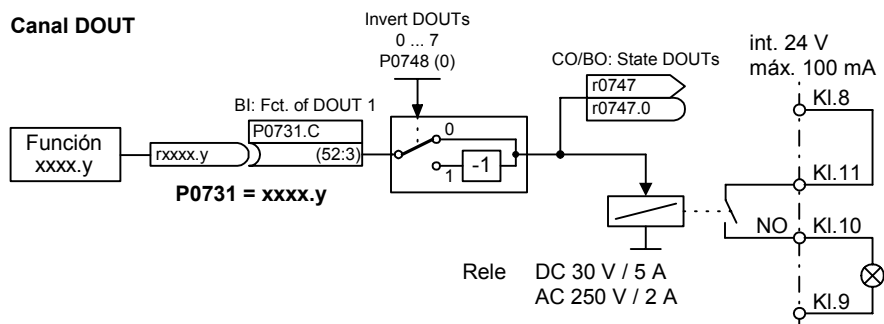 Canal DOUT
Invert DOUTs
0 ... 7
P0748 (0)
CO/BO: State DOUTs
r0747
r0747.0
int. 24 V
máx. 100 mA
Kl.8
BI: Fct. of DOUT 1
P0731.C
(52:3)
Función
xxxx.y
rxxxx.y
0
1
-1
P0731 = xxxx.y
Kl.11
NO
Kl.10
Rele
DC 30 V / 5 A
AC 250 V / 2 A
Kl.9